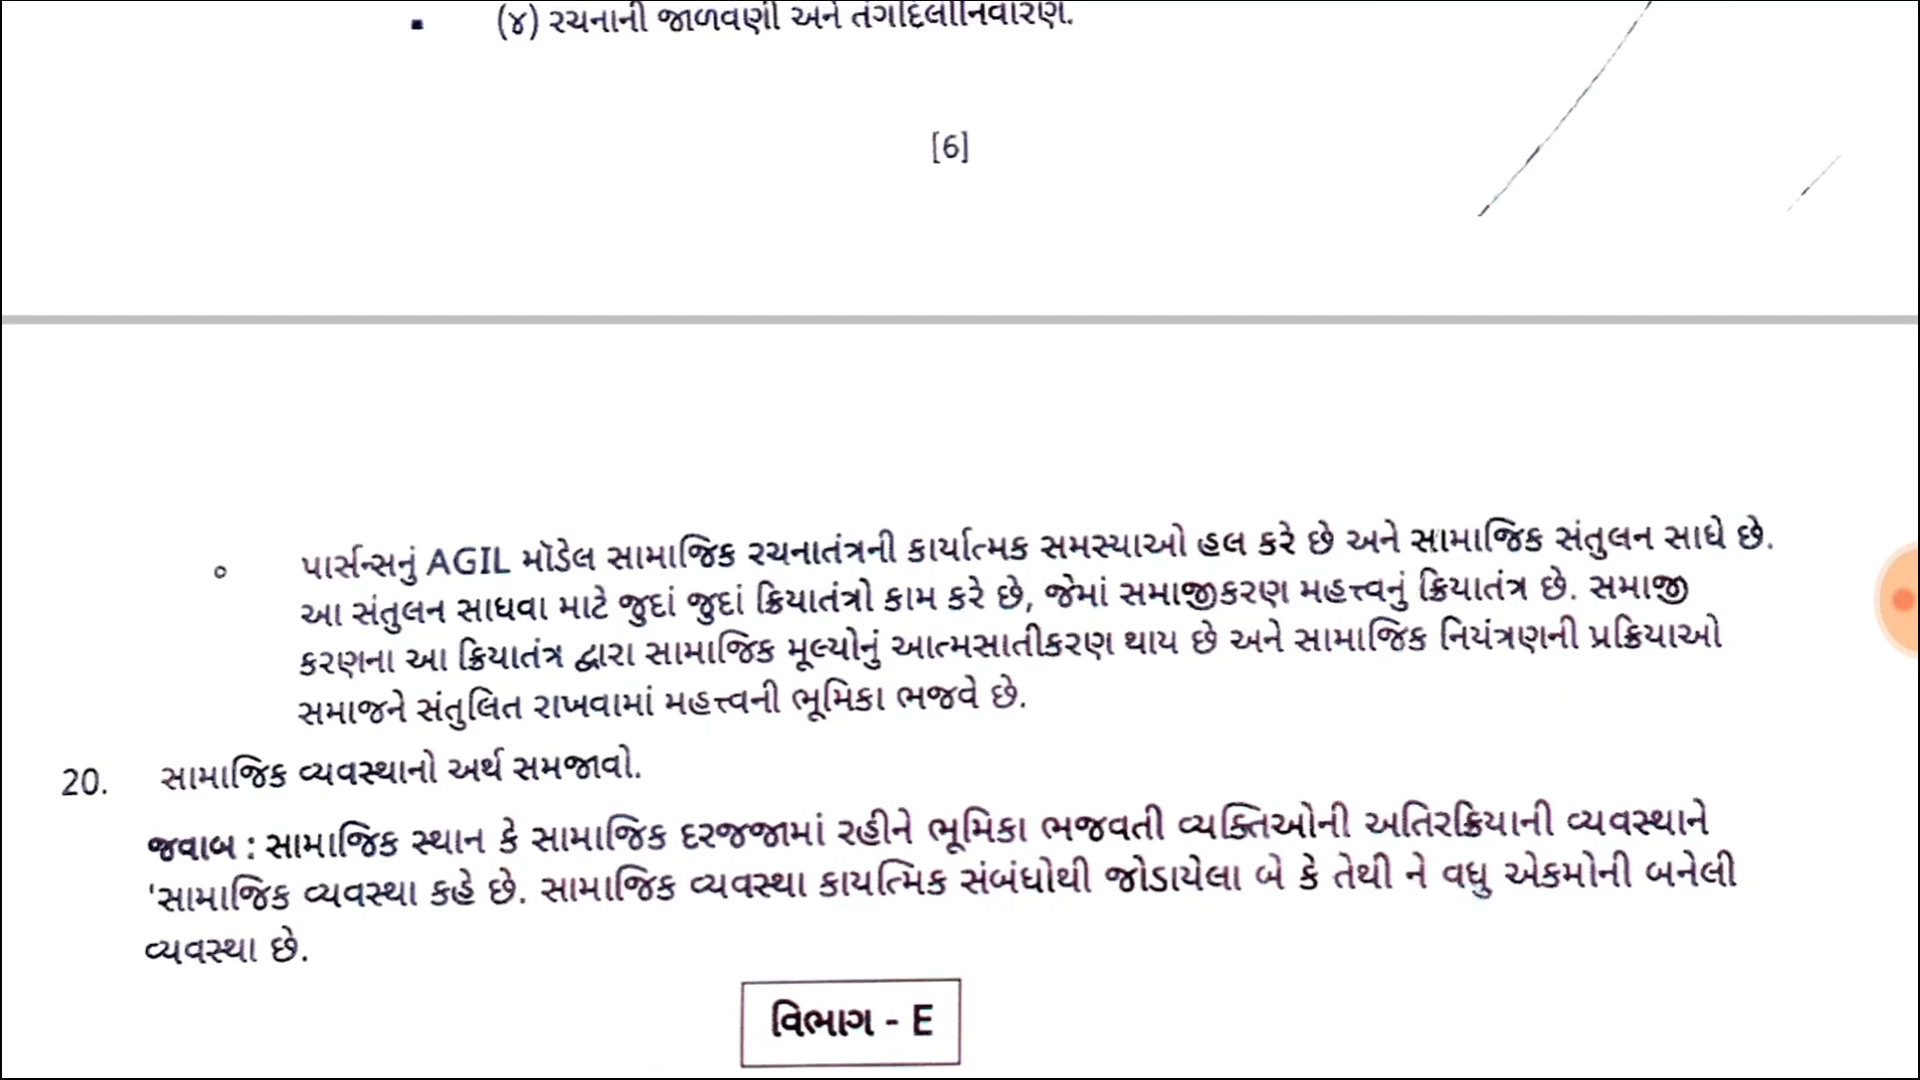 (૪) રચનાની જાળવણી અને તંગદિલીનિવારણ.
[6]
પાર્સન્સનું AGIL મૉડેલ સામાજિક રચનાતંત્રની કાર્યાત્મક સમસ્યાઓ હલ કરે છે અને સામાજિક સંતુલન સાધે છે.
આ સંતુલન સાધવા માટે જુદાં જુદાં ક્રિયાતંત્રો કામ કરે છે, જેમાં સમાજીકરણ મહત્ત્વનું ક્રિયાતંત્ર છે. સમાજી
કરણના આ ક્રિયાતંત્ર દ્વારા સામાજિક મૂલ્યોનું આત્મસાતીકરણ થાય છે અને સામાજિક નિયંત્રણની પ્રક્રિયાઓ
સમાજને સંતુલિત રાખવામાં મહત્ત્વની ભૂમિકા ભજવે છે.
20. સામાજિક વ્યવસ્થાનો અર્થ સમજાવો.
જવાબ : સામાજિક સ્થાન કે સામાજિક દરજજામાં રહીને ભૂમિકા ભજવતી વ્યક્તિઓની અતિરક્રિયાની વ્યવસ્થાને
'સામાજિક વ્યવસ્થા કહે છે. સામાજિક વ્યવસ્થા કાયત્મિક સંબંધોથી જોડાયેલા બે કે તેથી ને વધુ એકમોની બનેલી
વ્યવસ્થા છે.
વિભાગ - E